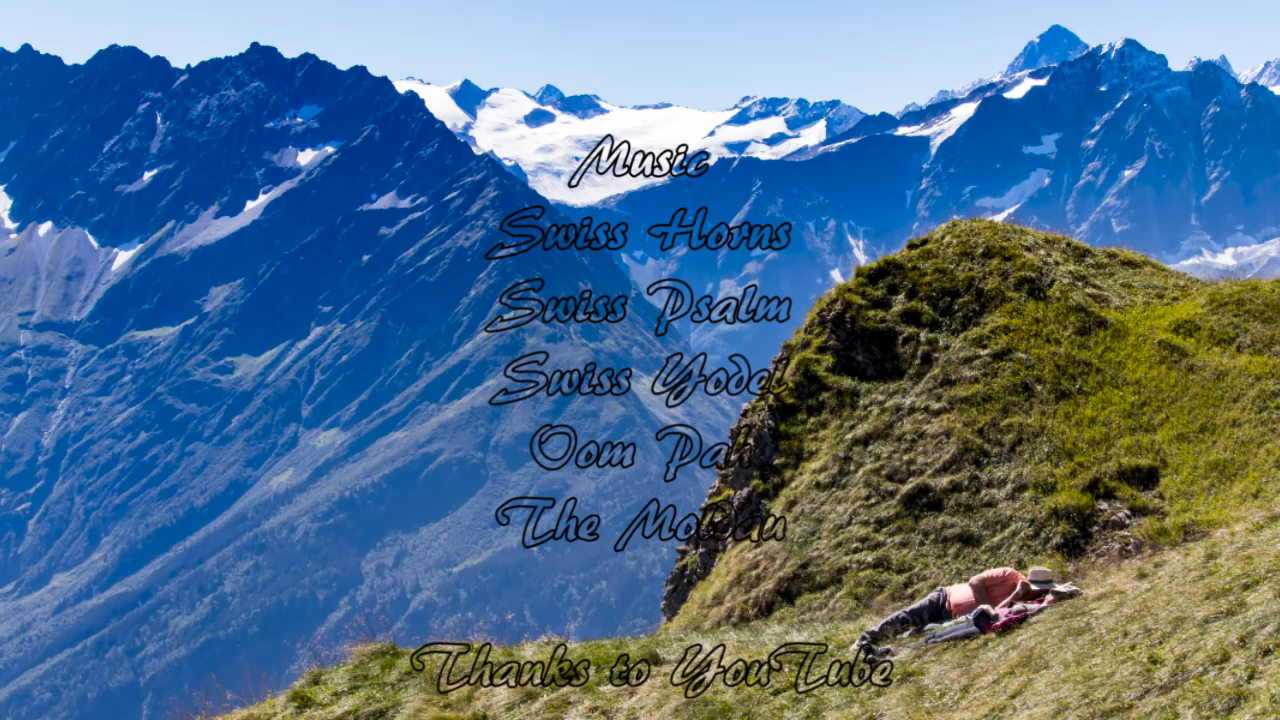 Music
Swiss Horns
Swiss Psalm
Swiss Yodel
Oom Pah
The Moldau
Thanks to YouTube